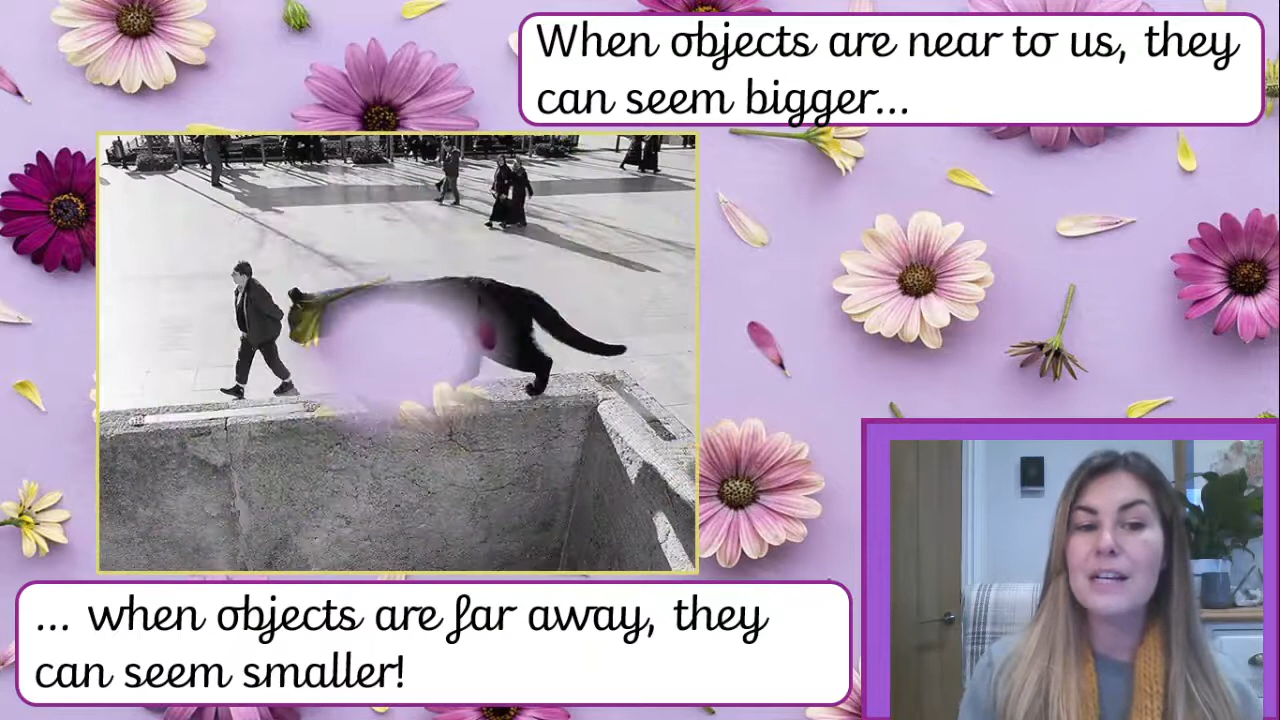 When objects are near to us, they
can seem bigger...
... when objects are far away, they
can seem smaller!